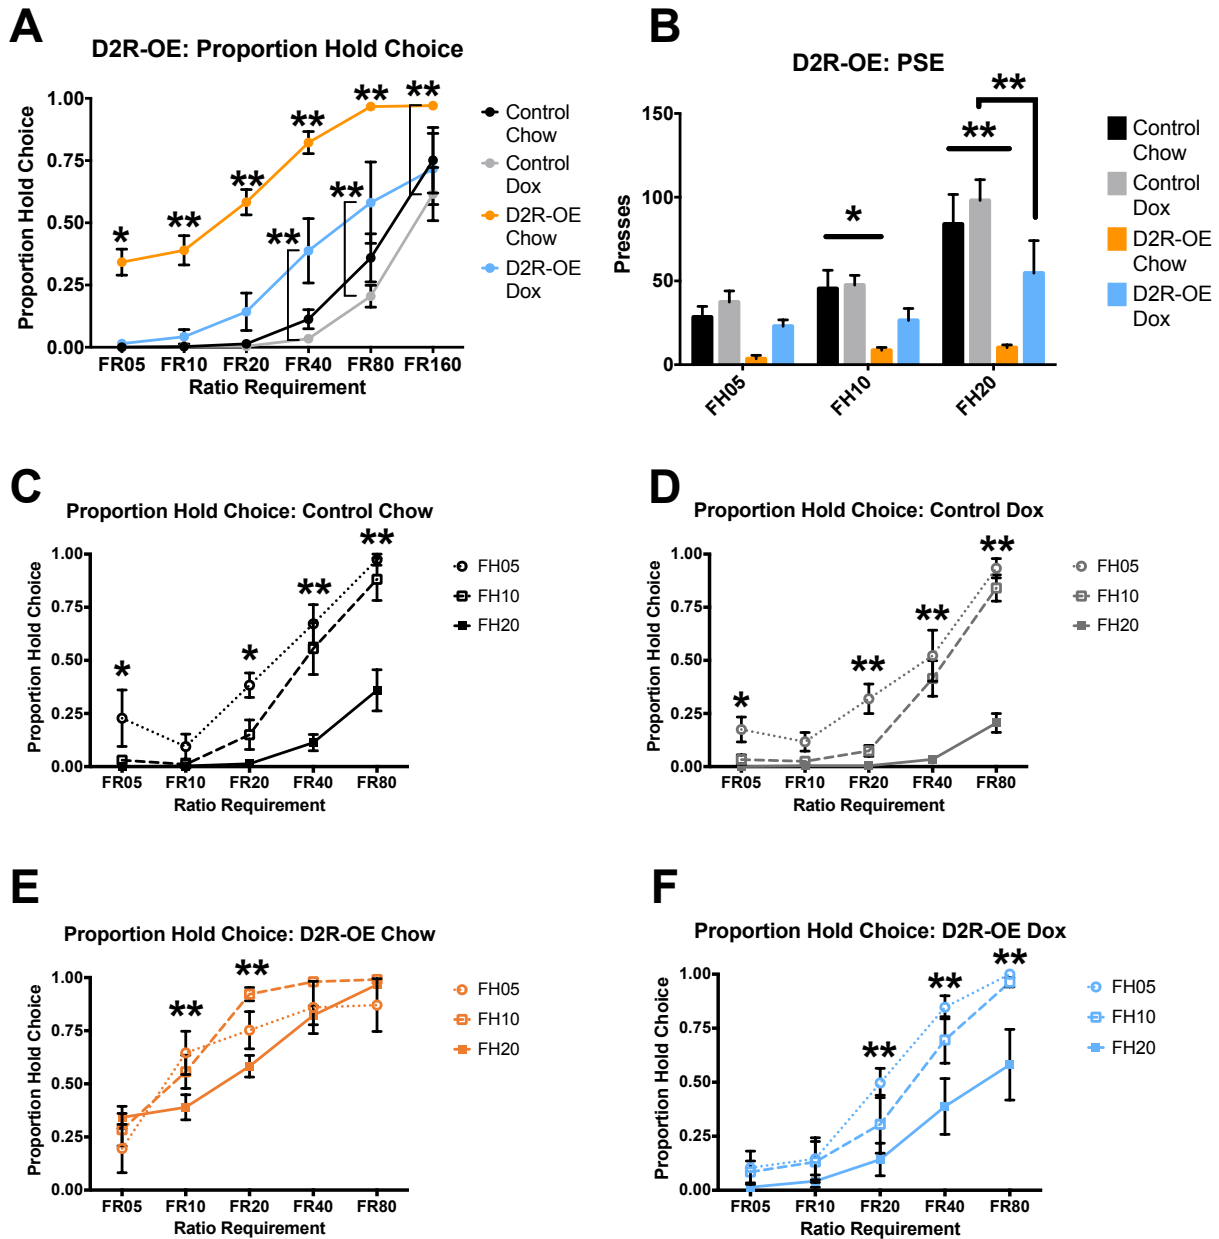 A
D2R-OE: Proportion Hold Choice
Proportion Hold Choice
1.00
0.75
0.50
0.25
0.00
* ** ** ** ** **
** **
FR05 FR10 FR20 FR40 FR80 FR160
Ratio Requirement
Control
Chow
Control
Dox
D2R-OE
Chow
D2R-OE
Dox
B
D2R-OE: PSE
Presses
150
100
50
0
* ** **
FH05 FH10 FH20
Control
Chow
Control
Dox
D2R-OE
Chow
D2R-OE
Dox
C
Proportion Hold Choice: Control Chow
Proportion Hold Choice
1.00
0.75
0.50
0.25
0.00
* * ** **
FR05 FR10 FR20 FR40 FR80
Ratio Requirement
FH05
FH10
FH20
D
Proportion Hold Choice: Control Dox
Proportion Hold Choice
1.00
0.75
0.50
0.25
0.00
* ** ** **
FR05 FR10 FR20 FR40 FR80
Ratio Requirement
FH05
FH10
FH20
E
Proportion Hold Choice: D2R-OE Chow
Proportion Hold Choice
1.00
0.75
0.50
0.25
0.00
** **
FR05 FR10 FR20 FR40 FR80
Ratio Requirement
FH05
FH10
FH20
F
Proportion Hold Choice: D2R-OE Dox
Proportion Hold Choice
1.00
0.75
0.50
0.25
0.00
** ** **
FR05 FR10 FR20 FR40 FR80
Ratio Requirement
FH05
FH10
FH20